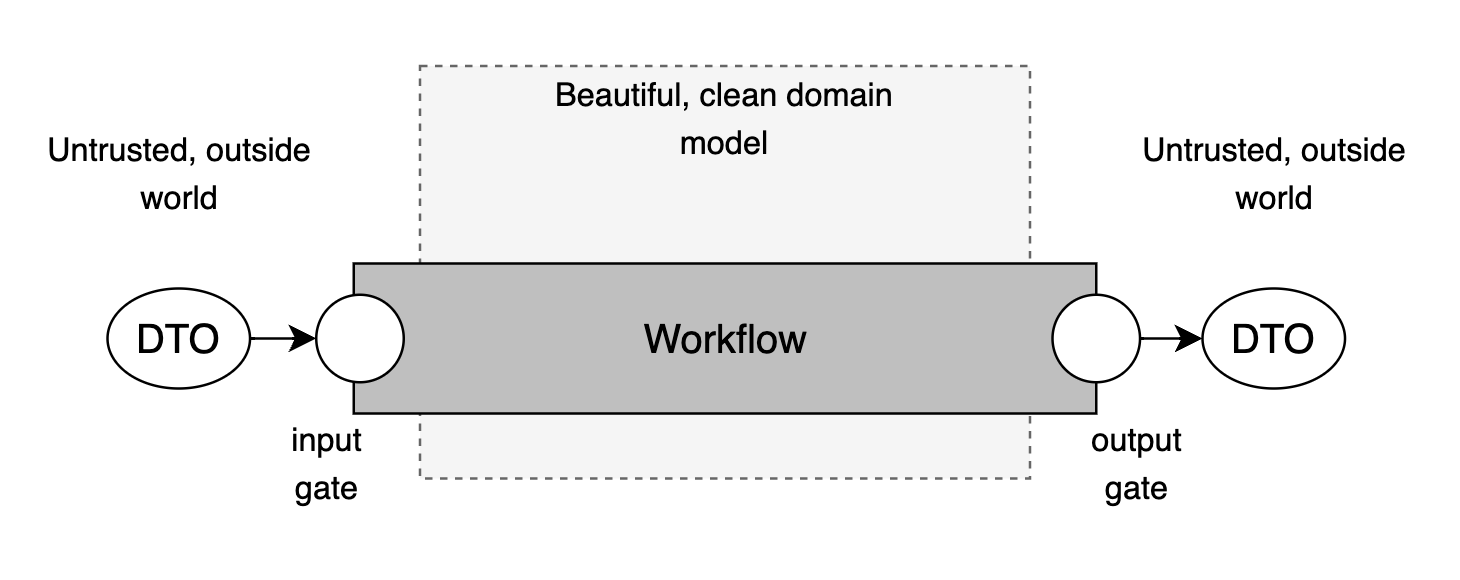 Beautiful, clean domain
model
Untrusted, outside
world
Untrusted, outside
world
DTO
Workflow
DTO
input
gate
output
gate